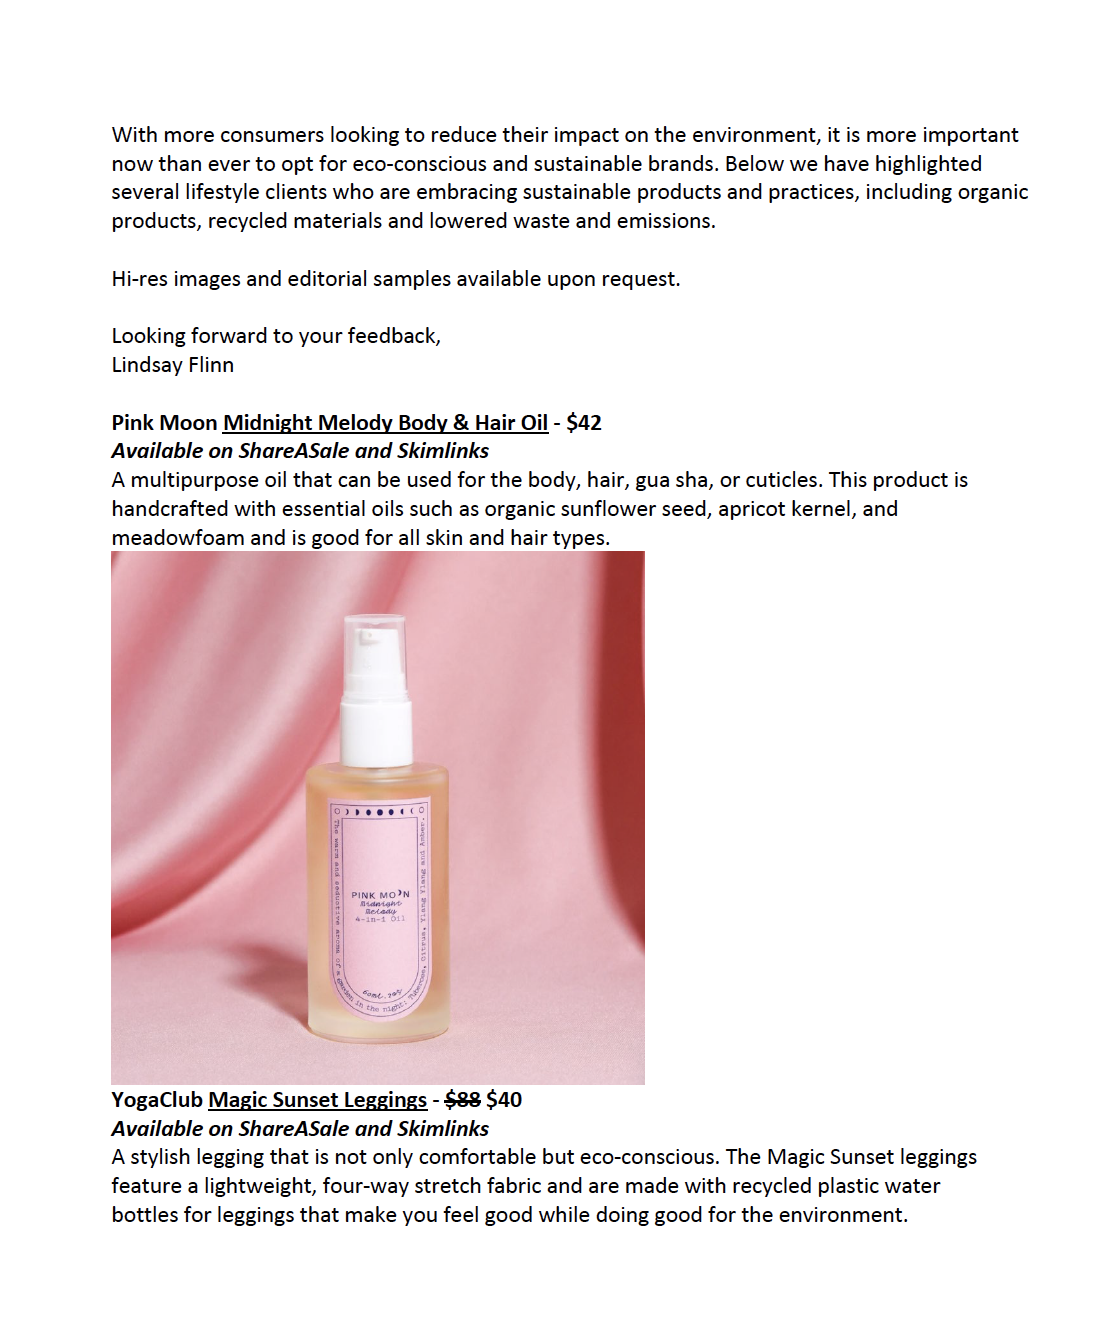 With more consumers looking to reduce their impact on the environment, it is more important
now than ever to opt for eco-conscious and sustainable brands. Below we have highlighted
several lifestyle clients who are embracing sustainable products and practices, including organic
products, recycled materials and lowered waste and emissions.
Hi-res images and editorial samples available upon request.
Looking forward to your feedback,
Lindsay Flinn
Pink Moon Midnight Melody Body & Hair Oil - $42
Available on ShareASale and Skimlinks
A multipurpose oil that can be used for the body, hair, gua sha, or cuticles. This product is
handcrafted with essential oils such as organic sunflower seed, apricot kernel, and
meadowfoam and is good for all skin and hair types.
The warm and seductive aroma of a garden in the night: Tuberose, Citrus, Ylang Ylang and Amber.
PINK MOON
Midnight
Melody
4-in-1 Oil
60ml. 2oz
YogaClub Magic Sunset Leggings - $88 $40
Available on ShareASale and Skimlinks
A stylish legging that is not only comfortable but eco-conscious. The Magic Sunset leggings
feature a lightweight, four-way stretch fabric and are made with recycled plastic water
bottles for leggings that make you feel good while doing good for the environment.